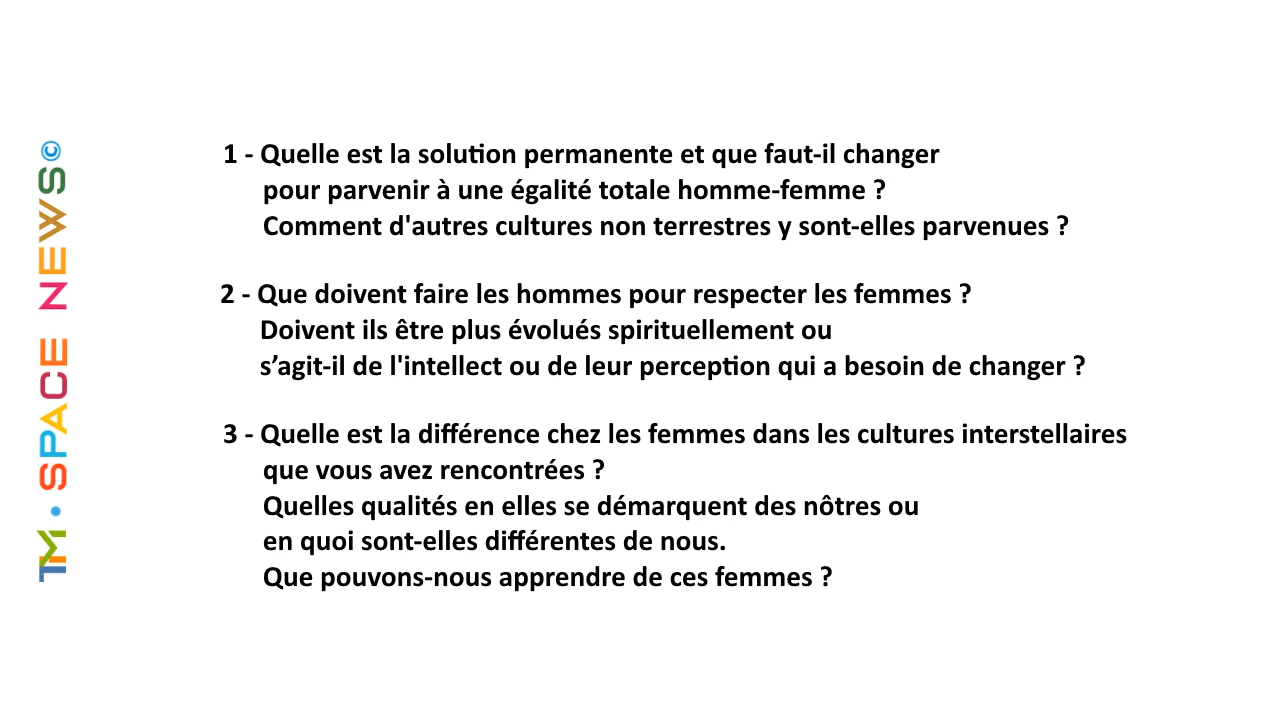 TM • SPACE NEWS©
1 - Quelle est la solution permanente et que faut-il changer
pour parvenir à une égalité totale homme-femme ?
Comment d'autres cultures non terrestres y sont-elles parvenues ?
2 - Que doivent faire les hommes pour respecter les femmes ?
Doivent ils être plus évolués spirituellement ou
s’agit-il de l'intellect ou de leur perception qui a besoin de changer ?
3 - Quelle est la différence chez les femmes dans les cultures interstellaires
que vous avez rencontrées ?
Quelles qualités en elles se démarquent des nôtres ou
en quoi sont-elles différentes de nous.
Que pouvons-nous apprendre de ces femmes ?